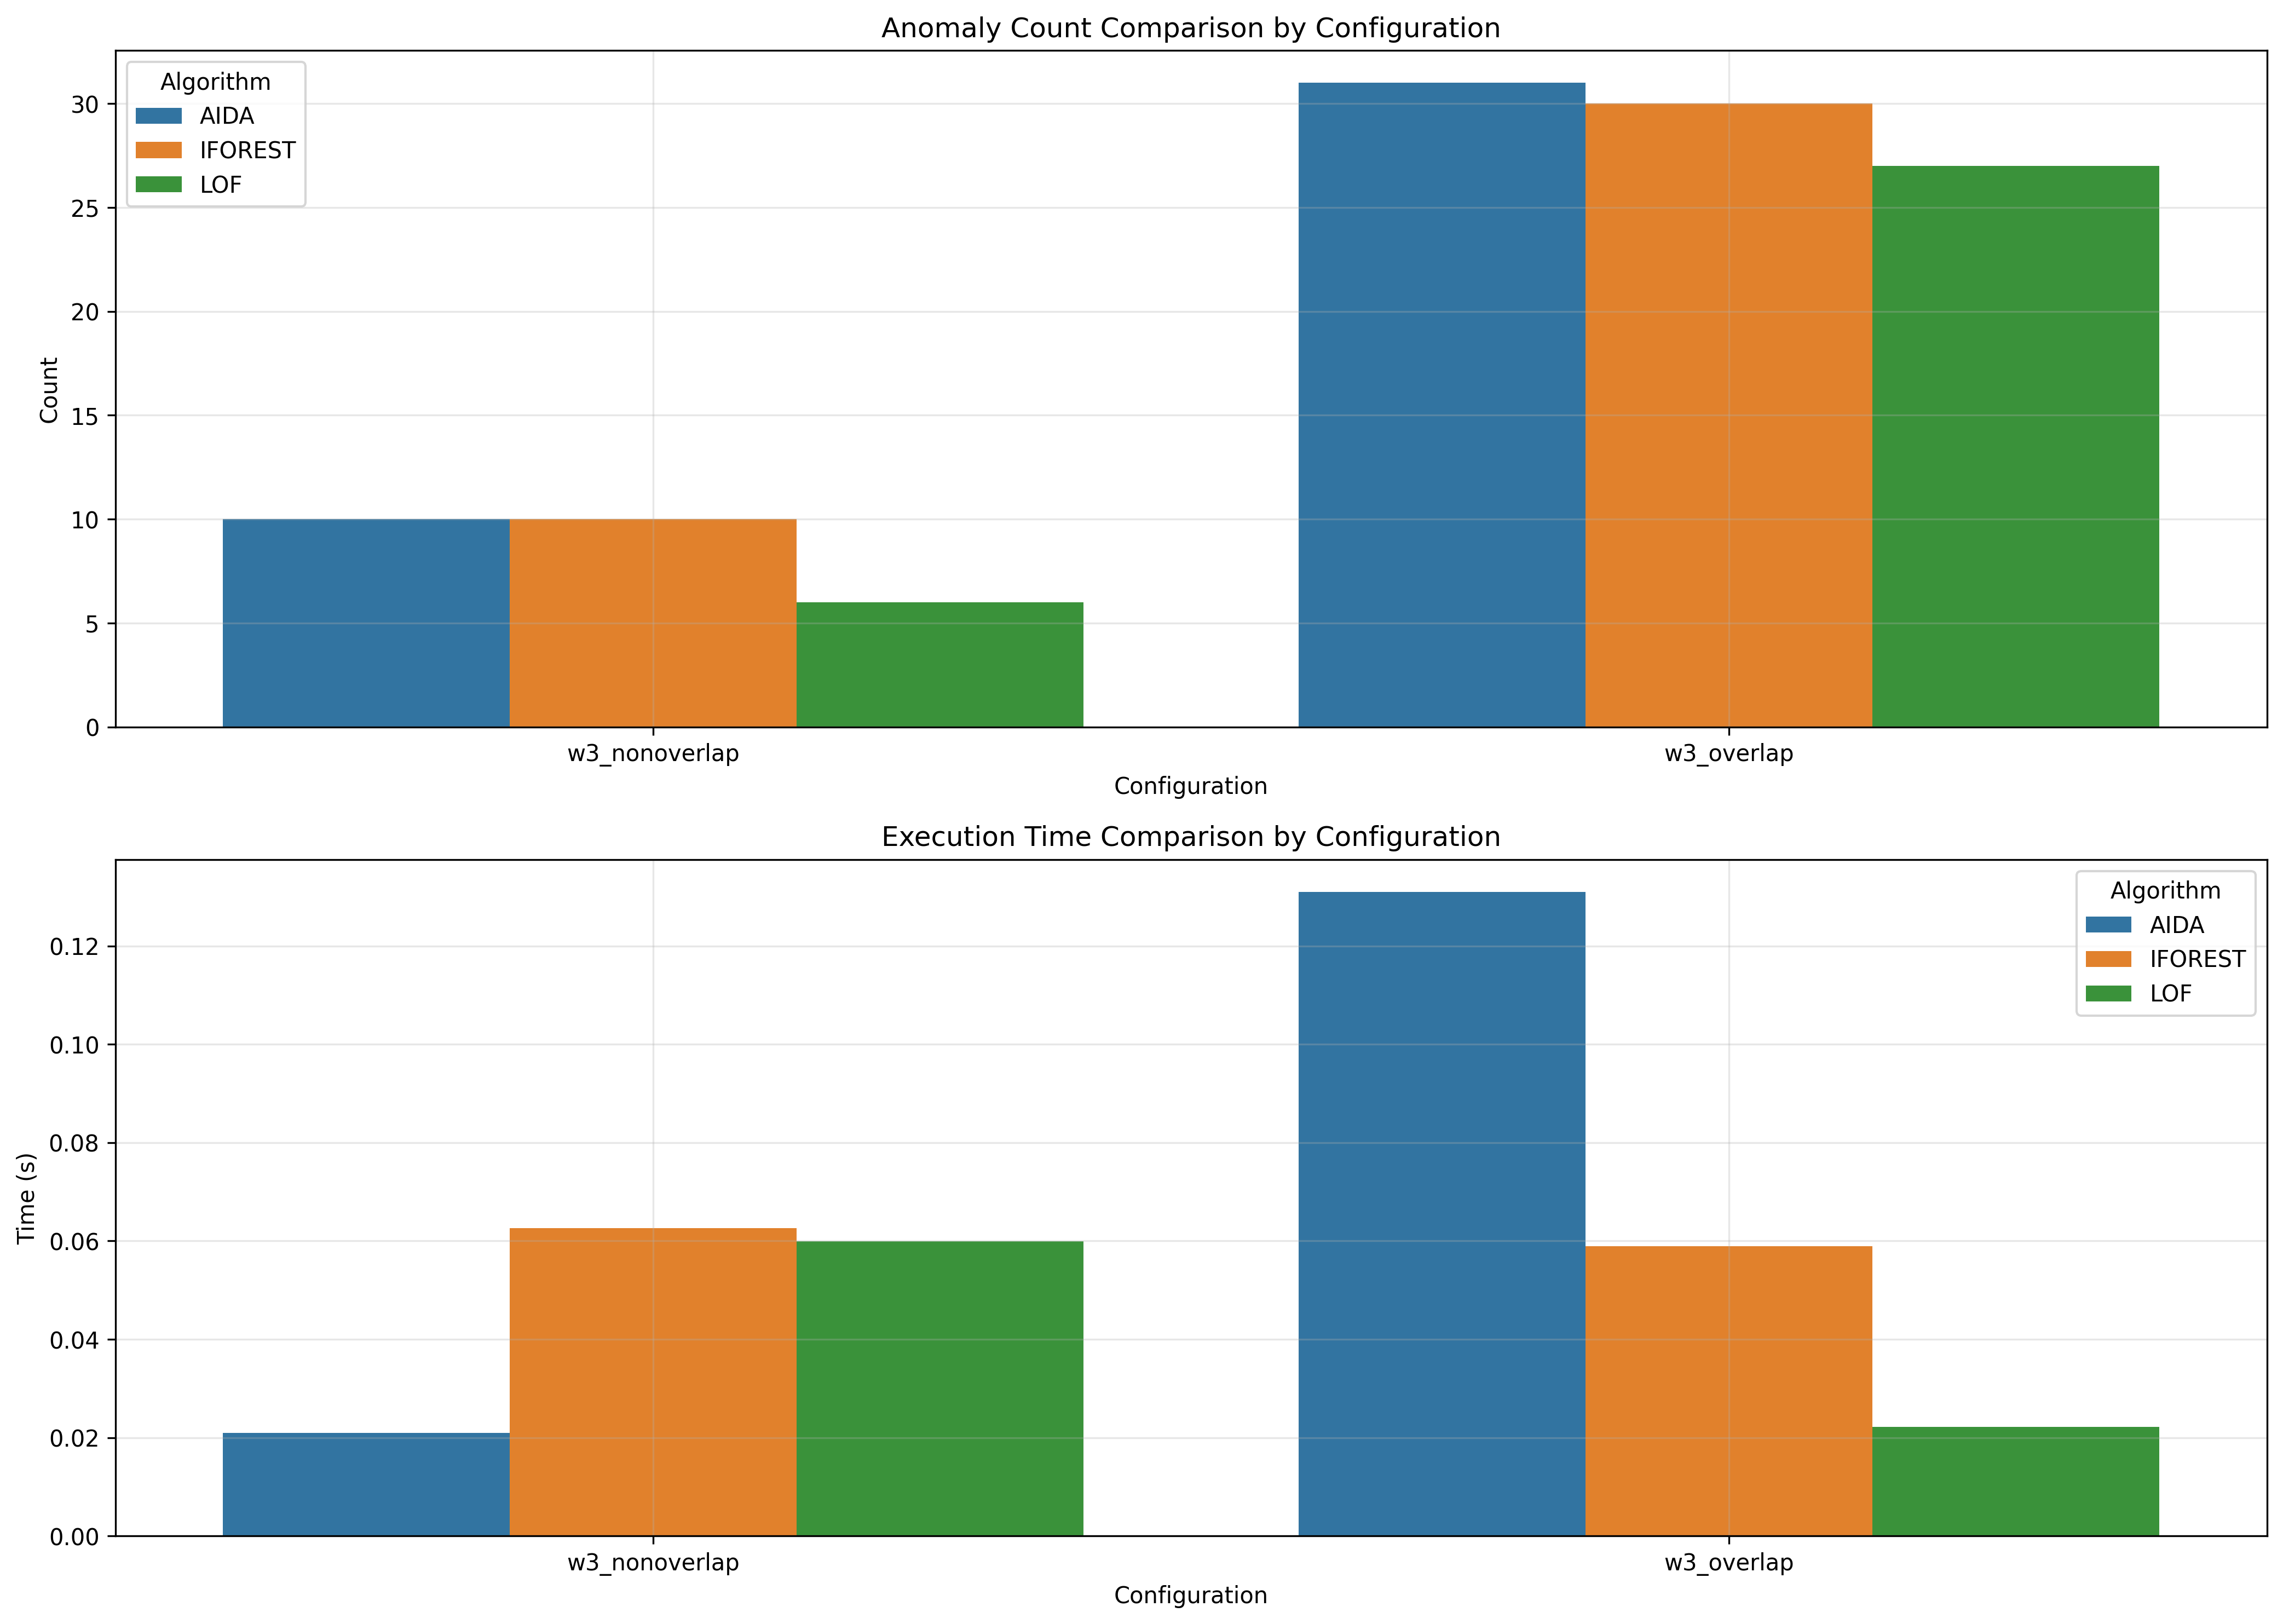 Anomaly Count Comparison by Configuration
Algorithm
AIDA
IFOREST
LOF
30
25
20
15
10
5
0
Count
w3_nonoverlap
w3_overlap
Configuration
Execution Time Comparison by Configuration
Algorithm
AIDA
IFOREST
LOF
0.12
0.10
0.08
0.06
0.04
0.02
0.00
Time (s)
w3_nonoverlap
w3_overlap
Configuration